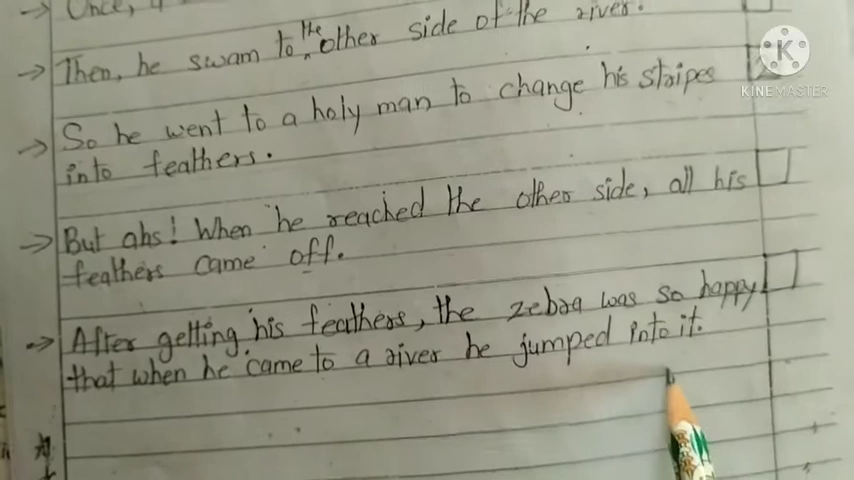 → Once,
→ Then, he swam to the other side of the river.
→ So he went to a holy man to change his stripes
into feathers.
→ But ahs! When he reached the other side, all his
feathers came off.
→ After getting his feathers, the zebra was so happy
that when he came to a river he jumped into it.
KINEMASTER